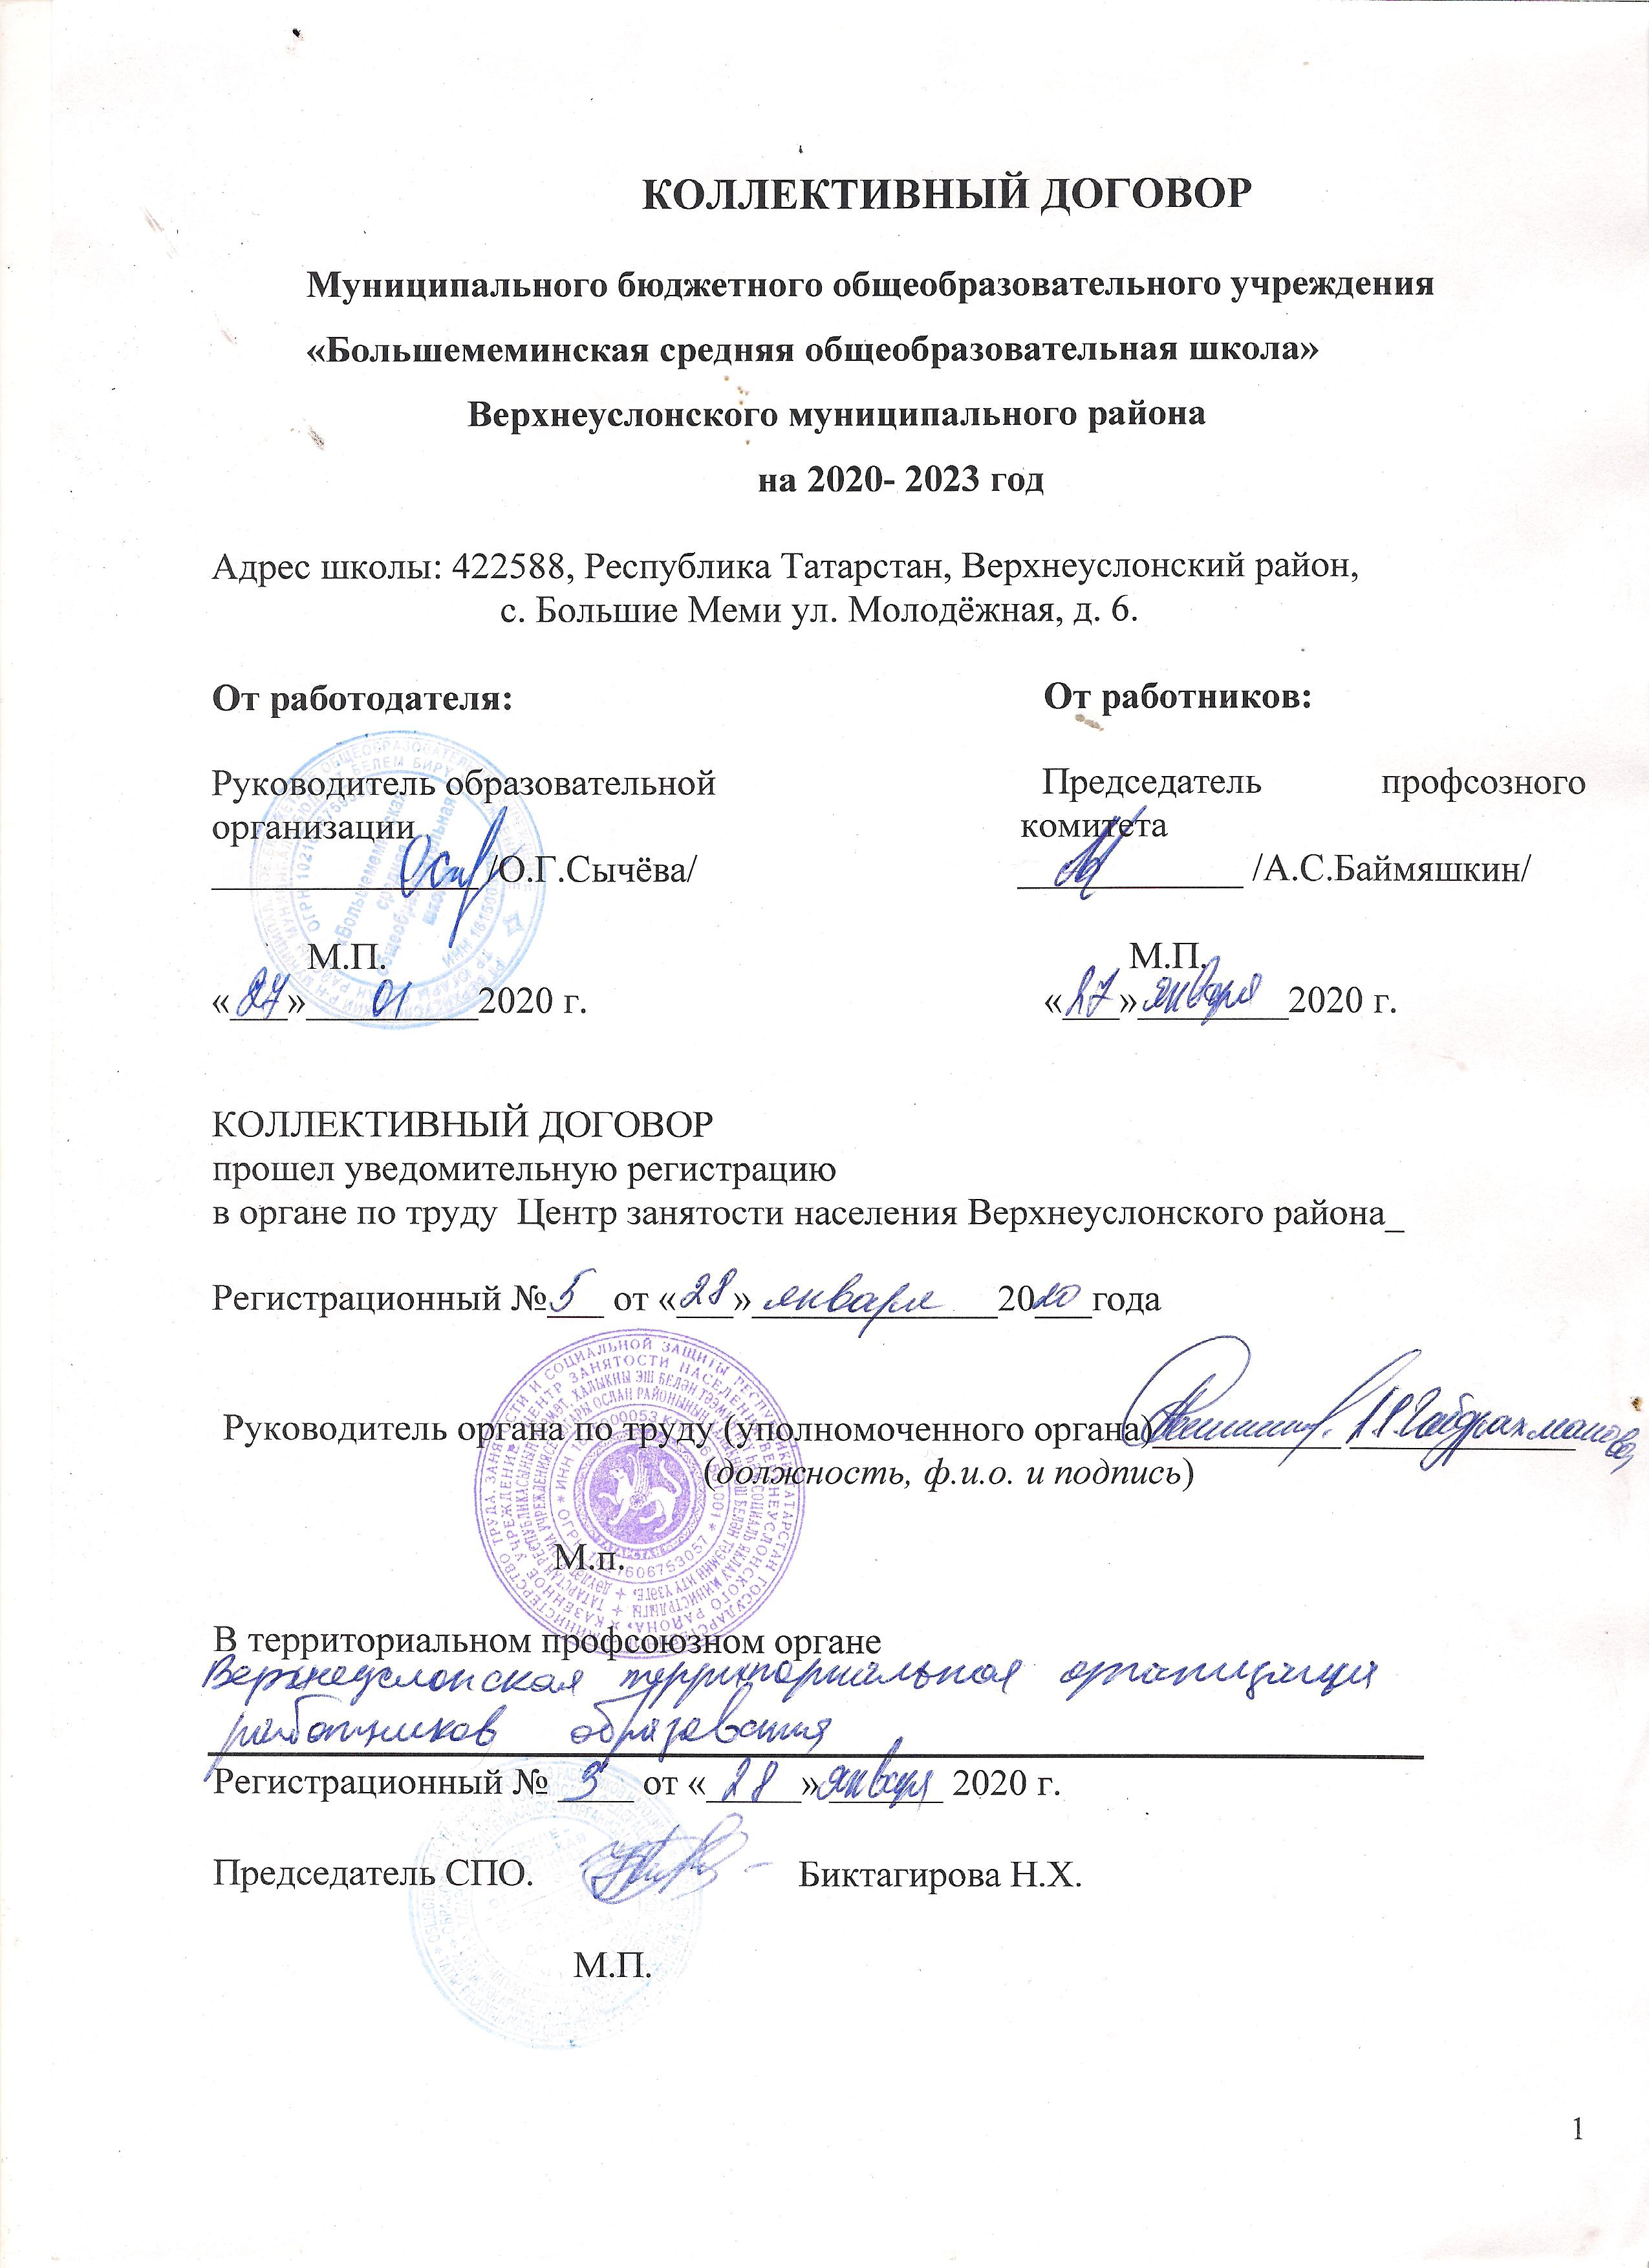 КОЛЛЕКТИВНЫЙ ДОГОВОР
Муниципального бюджетного общеобразовательного учреждения
«Большемеминская средняя общеобразовательная школа»
Верхнеуслонского муниципального района
на 2020- 2023 год
Адрес школы: 422588, Республика Татарстан, Верхнеуслонский район,
с. Большие Меми ул. Молодёжная, д. 6.
От работодателя:
Руководитель образовательной
организации
/О.Г.Сычёва/
М.П.
«27» 01 2020 г.
От работников:
Председатель профсозного
комитета
/А.С.Баймяшкин/
М.П.
«27» января 2020 г.
КОЛЛЕКТИВНЫЙ ДОГОВОР
прошел уведомительную регистрацию
в органе по труду Центр занятости населения Верхнеуслонского района_
Регистрационный № 5 от «28» января 2020 года
Руководитель органа по труду (уполномоченного органа)
(должность, ф.и.о. и подпись)
М.п.
В территориальном профсоюзном органе
Верхнеуслонская территориальная организация
работников образования
Регистрационный № 3 от «28» января 2020 г.
Председатель СПО. Биктагирова Н.Х.
М.П.
1